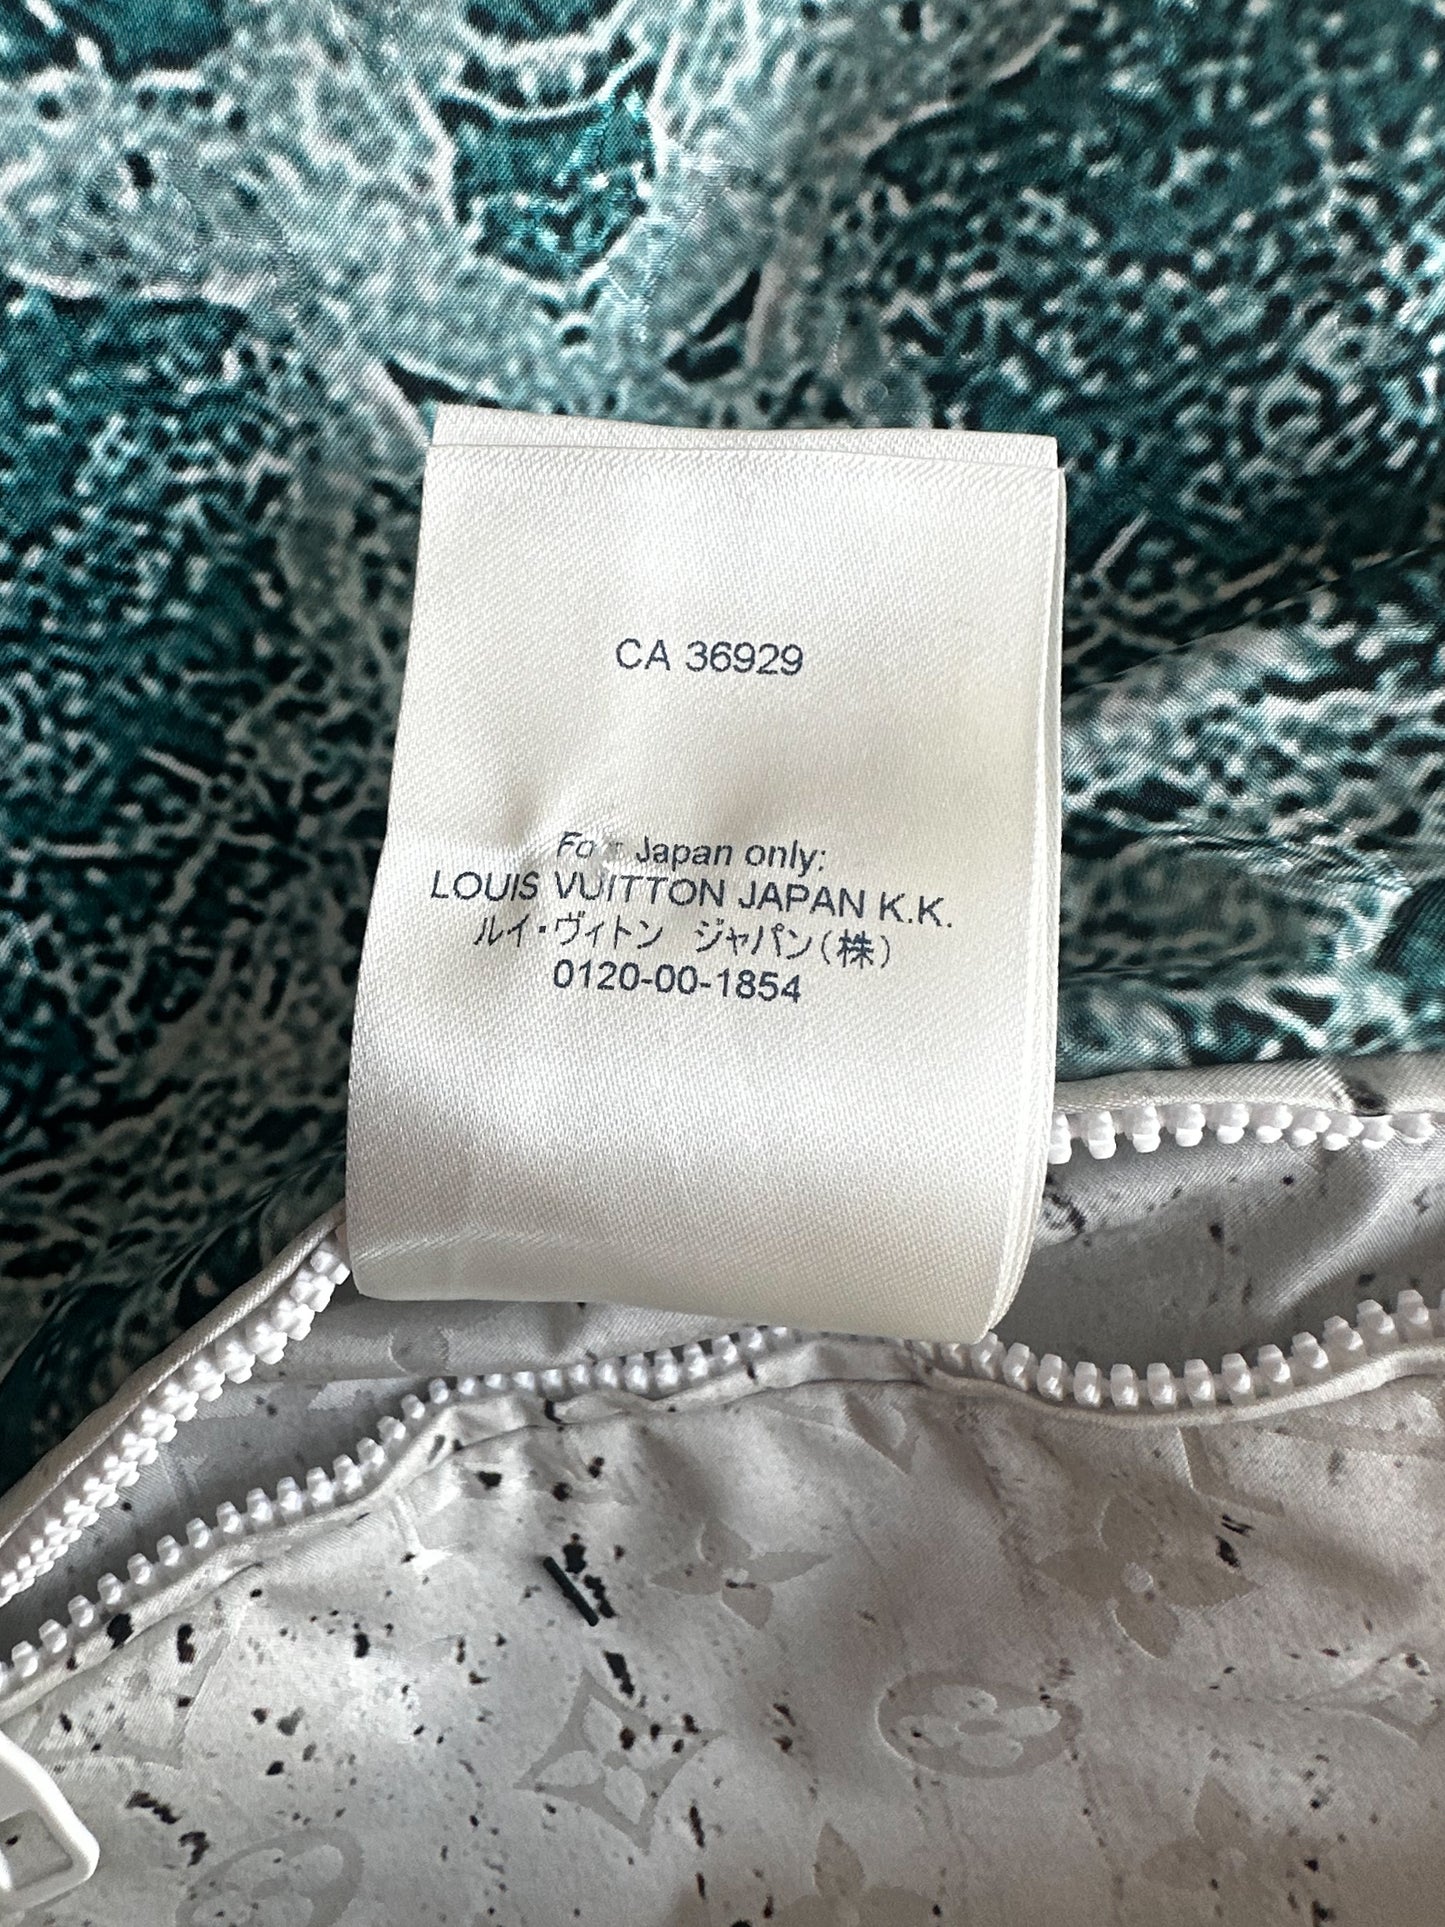 CA 36929
For Japan only:
LOUIS VUITTON JAPAN K.K.
ルイ・ヴィトン ジャパン(株)
0120-00-1854